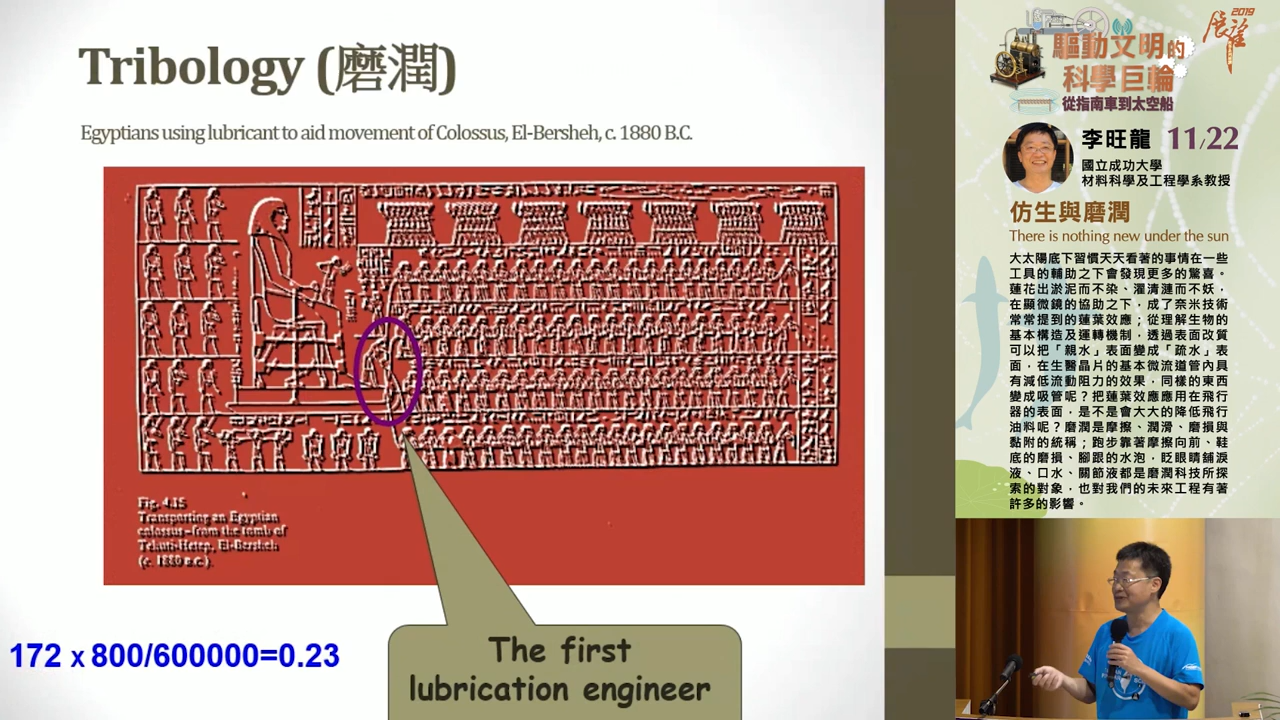 Tribology (磨潤)
Egyptians using lubricant to aid movement of Colossus, El-Bersheh, c. 1880 B.C.
Fig. 4.15
Transporting an Egyptian
colossus–from the tomb of
Tehuti-Hetep, El-Bersheh
(c. 1880 B.C.).
172 x 800/600000=0.23
The first
lubrication engineer
2019
展望
驅動文明的
科學巨輪
從指南車到太空船
李旺龍 11/22
國立成功大學
材料科學及工程學系教授
仿生與磨潤
There is nothing new under the sun
大太陽底下習慣天天看著的事情在一些
工具的輔助之下會發現更多的驚喜。
蓮花出淤泥而不染、濯清漣而不妖，
在顯微鏡的協助之下，成了奈米技術
常常提到的蓮葉效應；從理解生物的
基本構造及運轉機制，透過表面改質
可以把「親水」表面變成「疏水」表
面，在生醫晶片的基本微流道管內具
有減低流動阻力的效果，同樣的東西
變成吸管呢？把蓮葉效應應用在飛行
器的表面，是不是會大大的降低飛行
油料呢？磨潤是摩擦、潤滑、磨損與
黏附的統稱；跑步靠著摩擦向前、鞋
底的磨損、腳跟的水泡，眨眼睛舖淚
液、口水、關節液都是磨潤科技所探
索的對象，也對我們的未來工程有著
許多的影響。